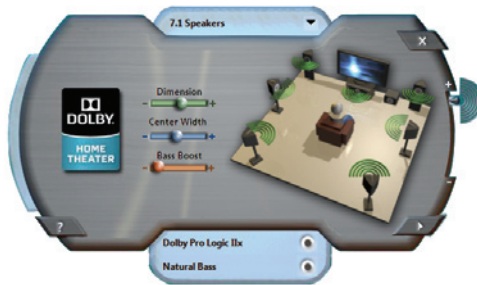 7.1 Speakers
X
DOLBY.
HOME
THEATER
Dimension
- +
Center Width
- +
Bass Boost
- +
+
-
?
Dolby Pro Logic IIx
Natural Bass